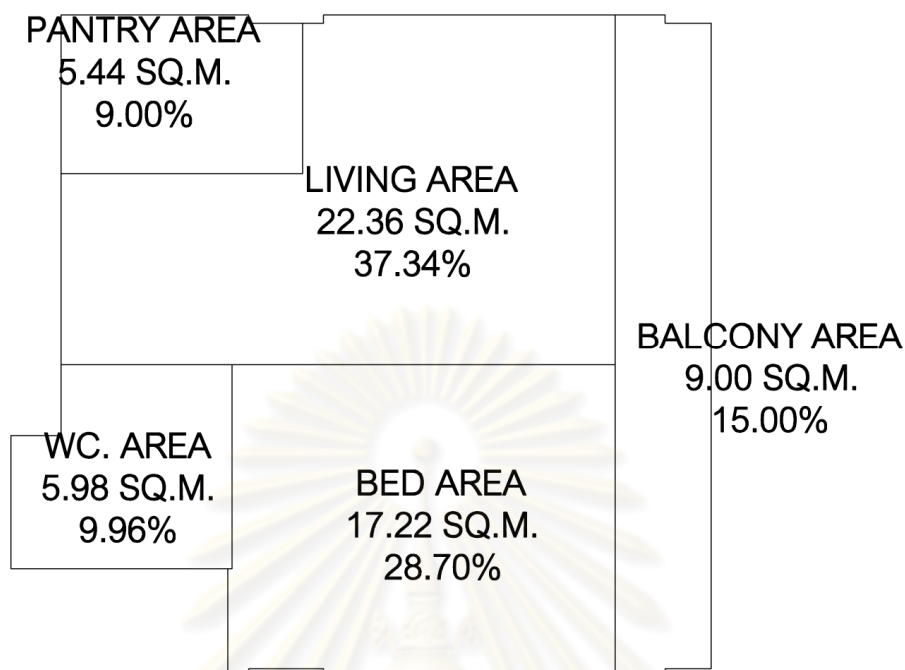 PANTRY AREA
5.44 SQ.M.
9.00%
LIVING AREA
22.36 SQ.M.
37.34%
BALCONY AREA
9.00 SQ.M.
15.00%
WC. AREA
5.98 SQ.M.
9.96%
BED AREA
17.22 SQ.M.
28.70%